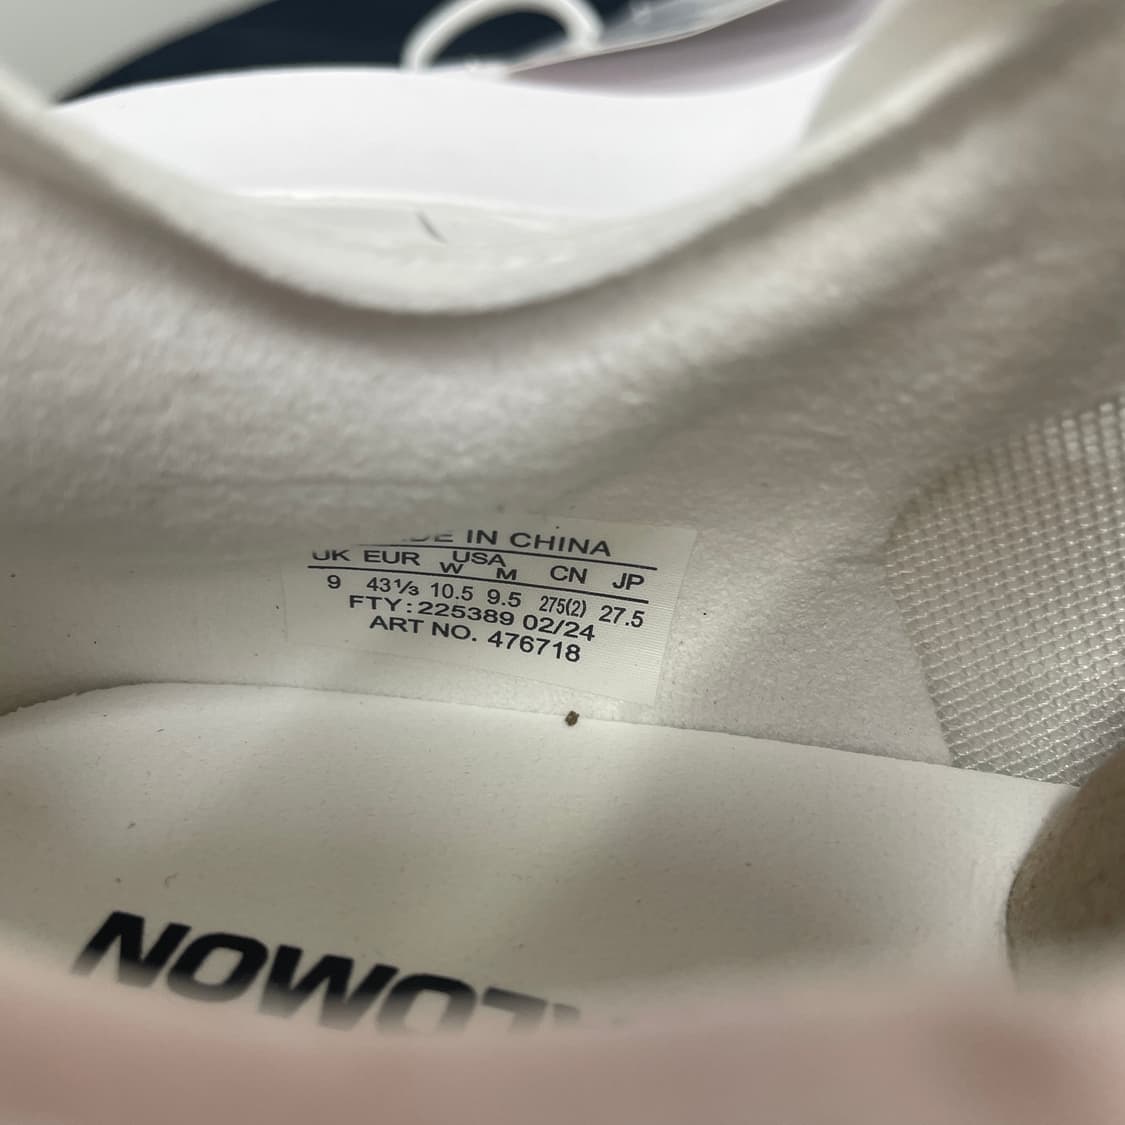 IN CHINA
UK EUR USA CN JP
W M
9 43⅓ 10.5 9.5 275(2) 27.5
FTY: 225389 02/24
ART NO. 476718